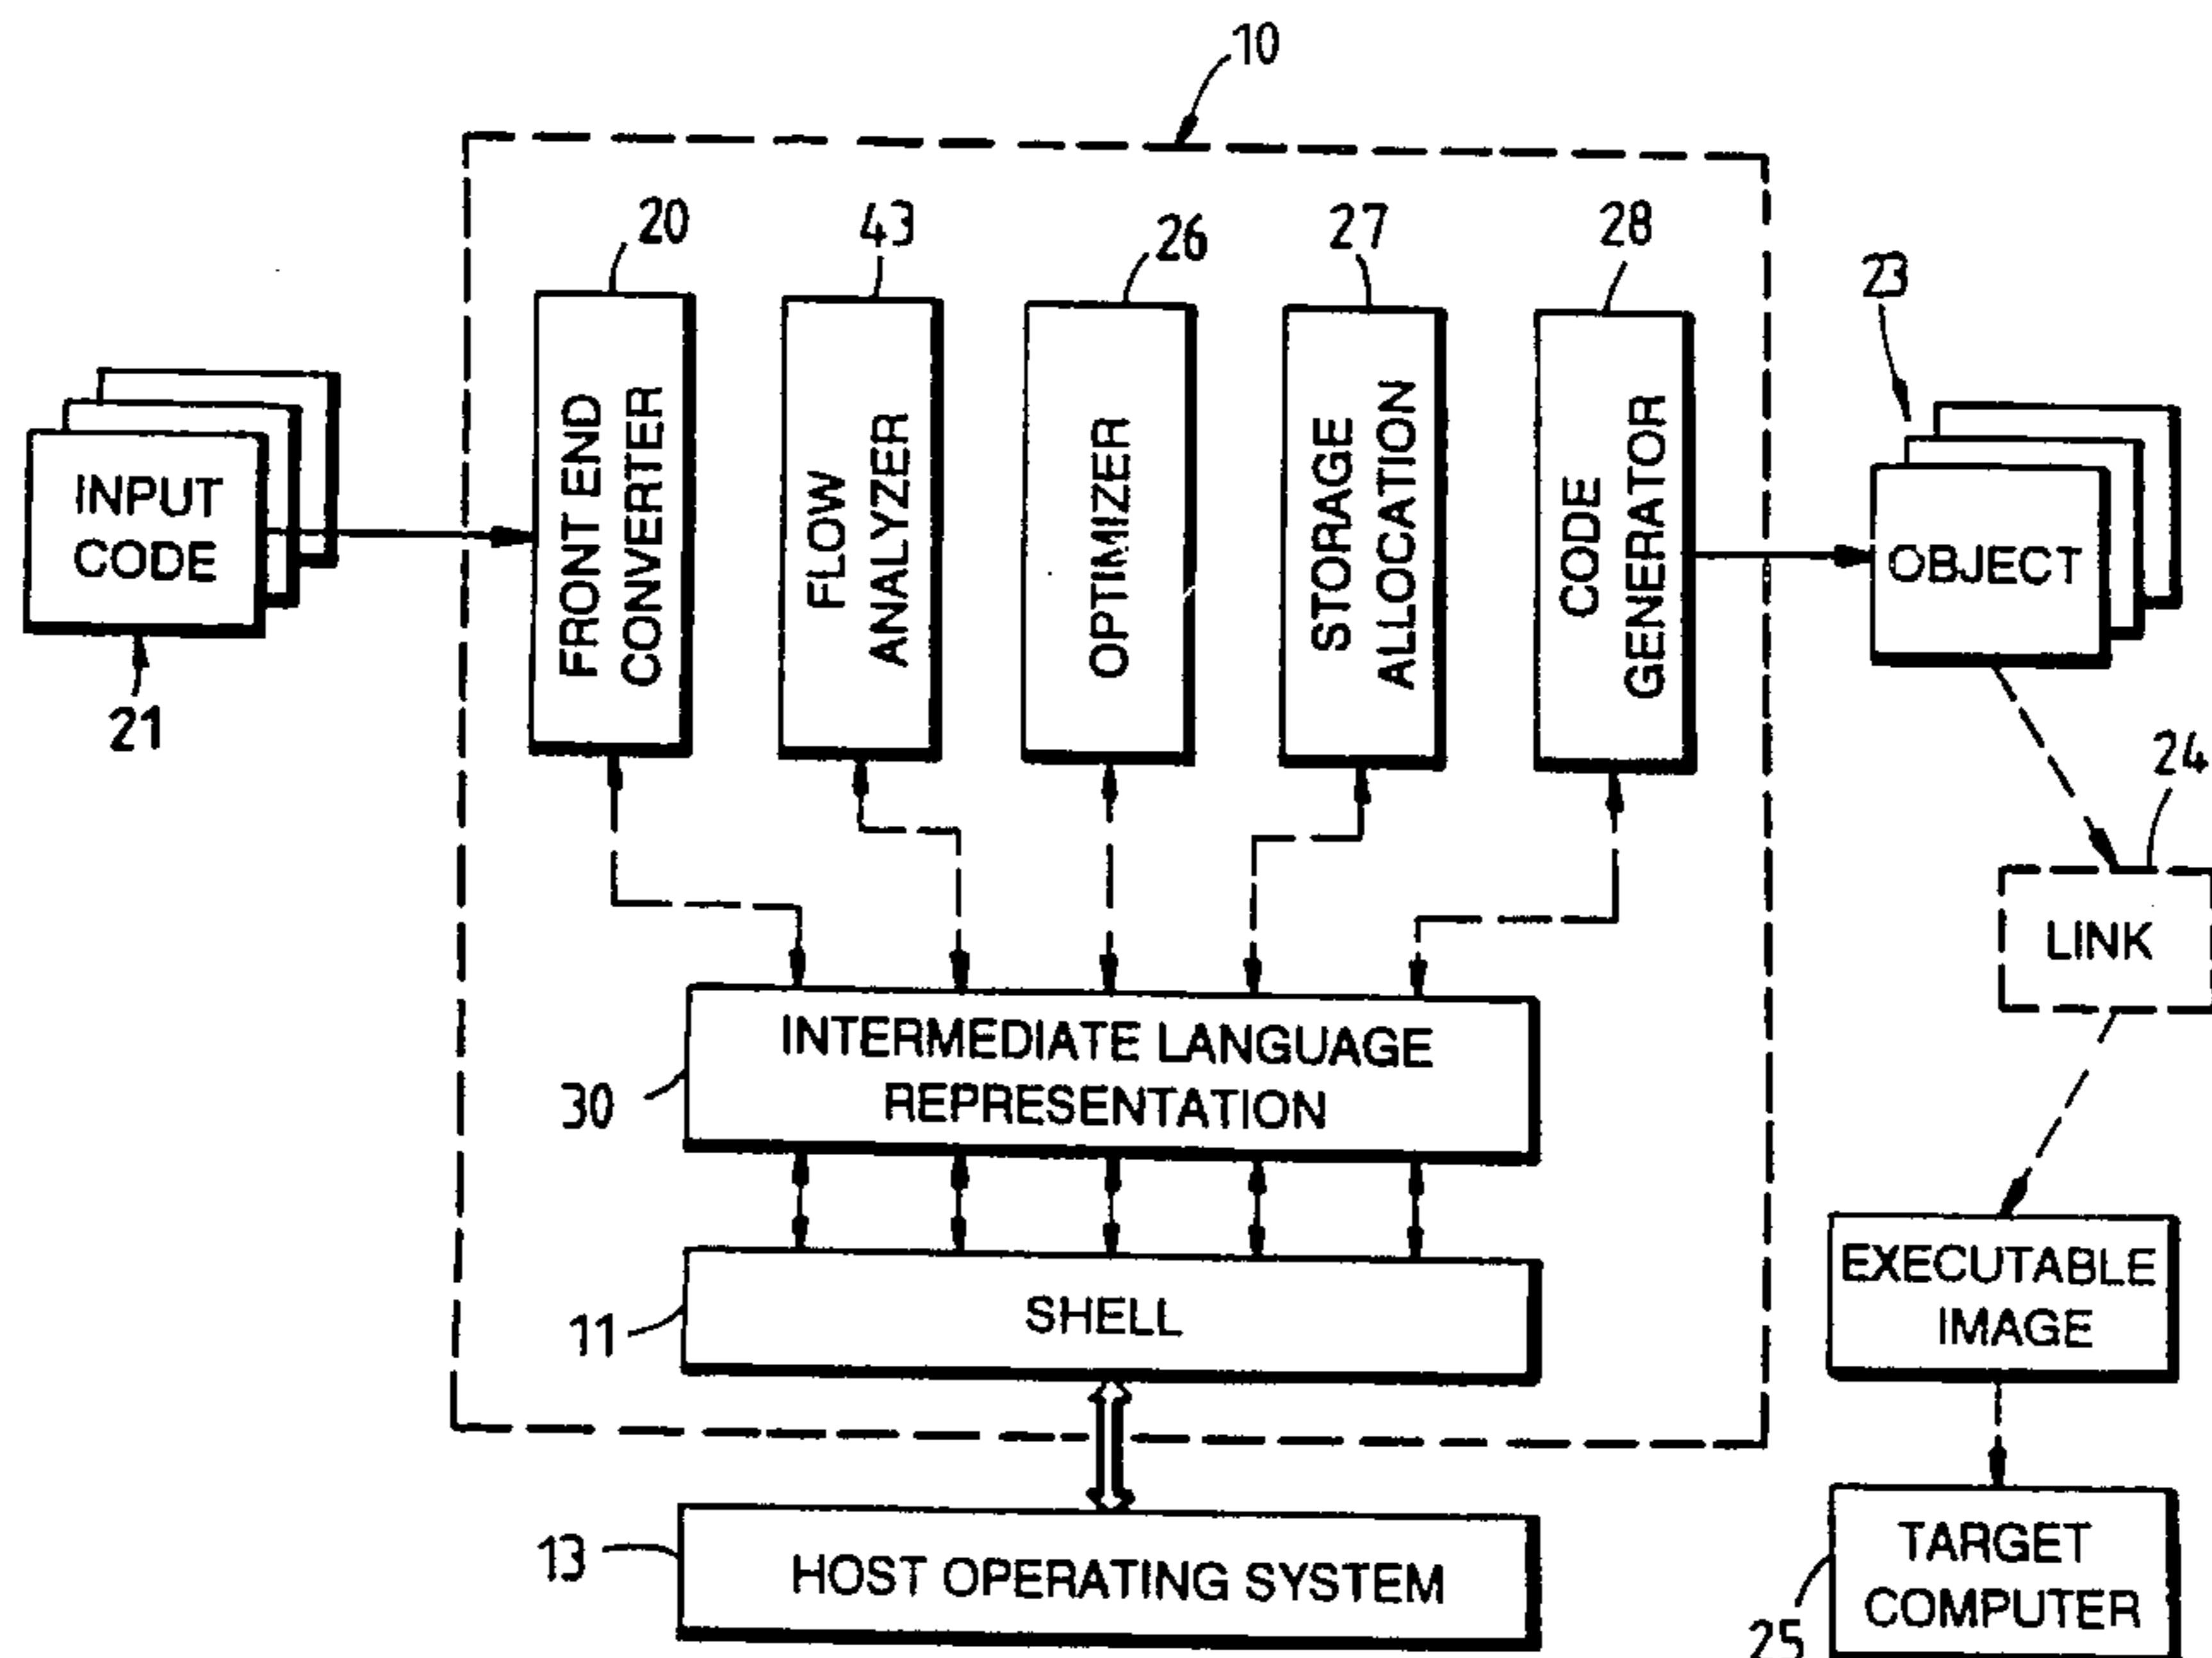 10
20
43
26
27
28
23
INPUT
CODE
21
FRONT END
CONVERTER
FLOW
ANALYZER
OPTIMIZER
STORAGE
ALLOCATION
CODE
GENERATOR
OBJECT
24
LINK
INTERMEDIATE LANGUAGE
REPRESENTATION
30
SHELL
11
EXECUTABLE
IMAGE
HOST OPERATING SYSTEM
13
TARGET
COMPUTER
25